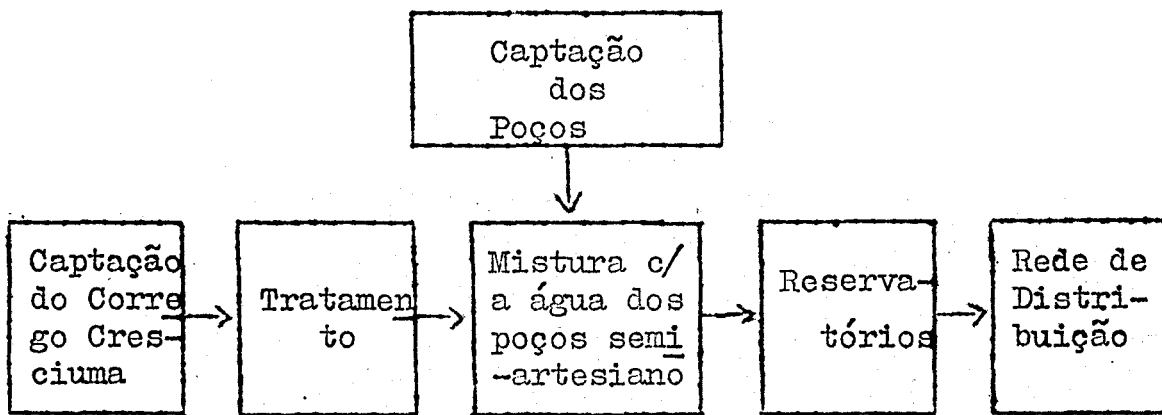 Captação
dos
Poços
Captação
do Corre
go Cres-
ciuma
Tratamen
to
Mistura c/
a água dos
poços semi
-artesiano
Reserva-
tórios
Rede de
Distri-
buição